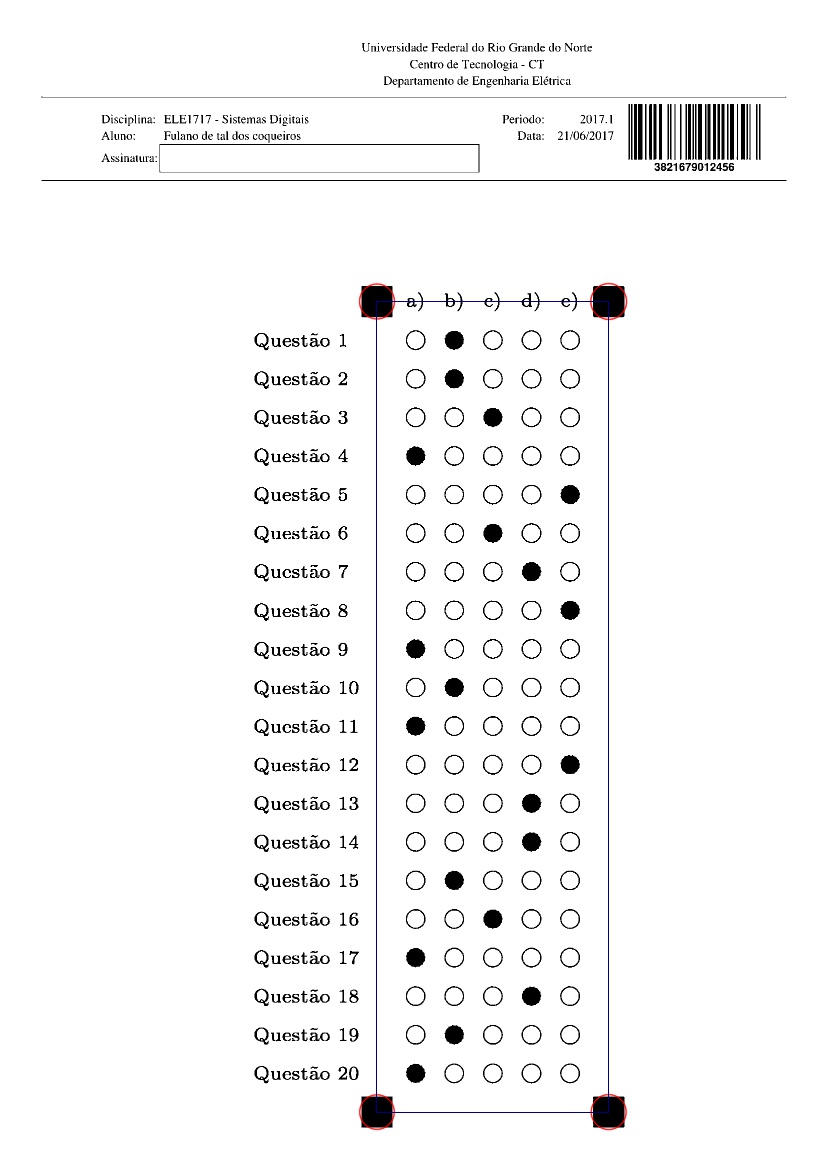 Universidade Federal do Rio Grande do Norte
Centro de Tecnologia - CT
Departamento de Engenharia Elétrica
Disciplina: ELE1717 - Sistemas Digitais Periodo: 2017.1
Aluno: Fulano de tal dos coqueiros Data: 21/06/2017
Assinatura:
3821679012456
a) b) c) d) e)
Questão 1
Questão 2
Questão 3
Questão 4
Questão 5
Questão 6
Questão 7
Questão 8
Questão 9
Questão 10
Questão 11
Questão 12
Questão 13
Questão 14
Questão 15
Questão 16
Questão 17
Questão 18
Questão 19
Questão 20